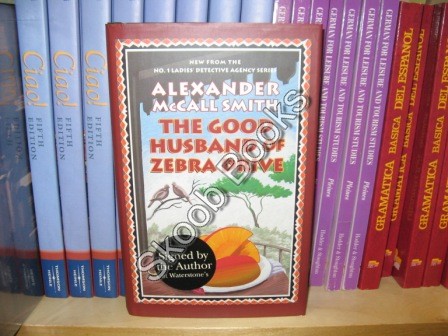 NEW FROM THE
NO. 1 LADIES' DETECTIVE AGENCY SERIES
ALEXANDER
McCALL SMITH
THE GOOD
HUSBAND OF
ZEBRA DRIVE
Signed by
the Author
at Waterstone's
Skoob Books
Ciao!
FIFTH
EDITION
Ciao!
FIFTH
EDITION
Ciao!
FIFTH
EDITION
GERMAN FOR LEISURE AND TOURISM STUDIES
GERMAN FOR LEISURE AND TOURISM STUDIES
GERMAN FOR LEISURE AND TOURISM STUDIES
GRAMATICA BASICA DEL ESPAÑOL
GRAMATICA BASICA DEL ESPAÑOL